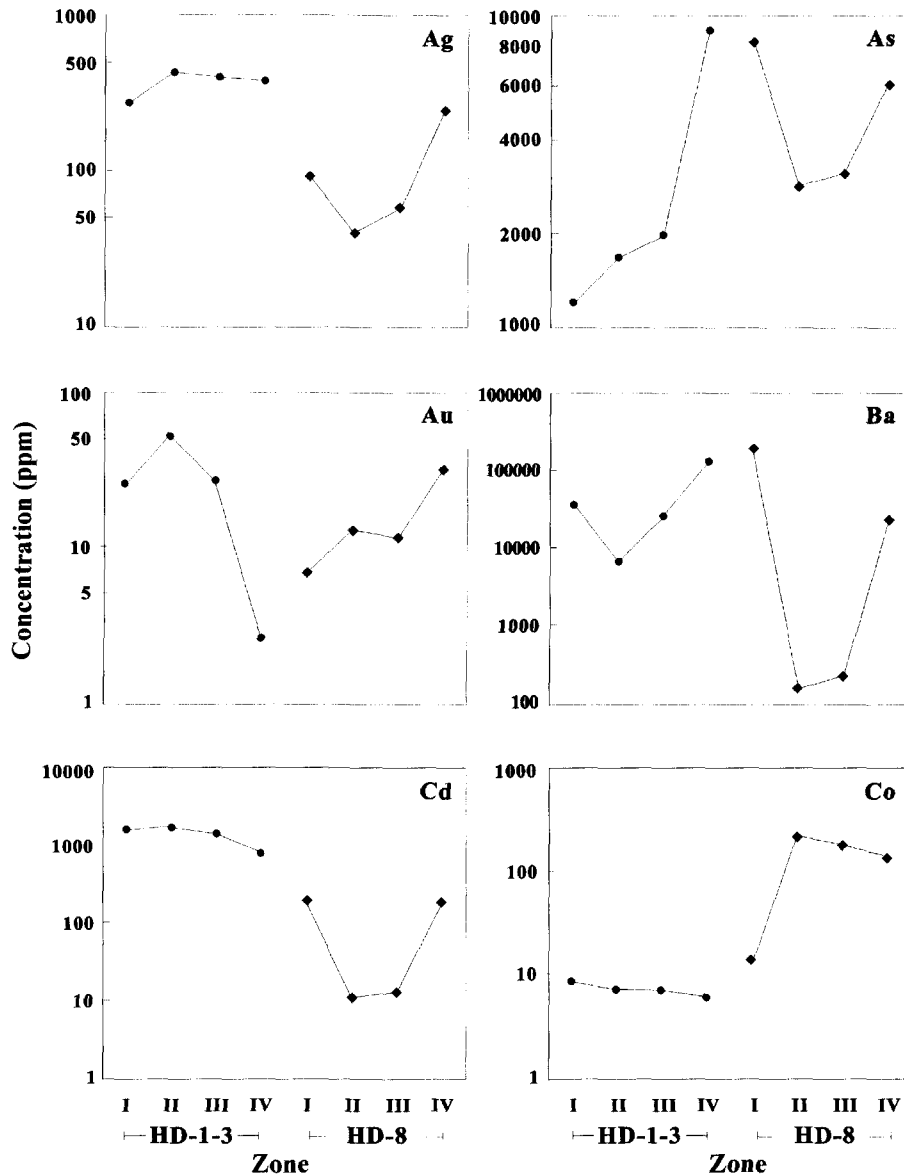 1000
500
100
50
10
Ag
10000
8000
6000
4000
2000
1000
As
100
50
10
5
1
Au
1000000
100000
10000
1000
100
Ba
Concentration (ppm)
10000
1000
100
10
1
Cd
1000
100
10
1
Co
I II III IV I II III IV
HD-1-3 HD-8
Zone
I II III IV I II III IV
HD-1-3 HD-8
Zone